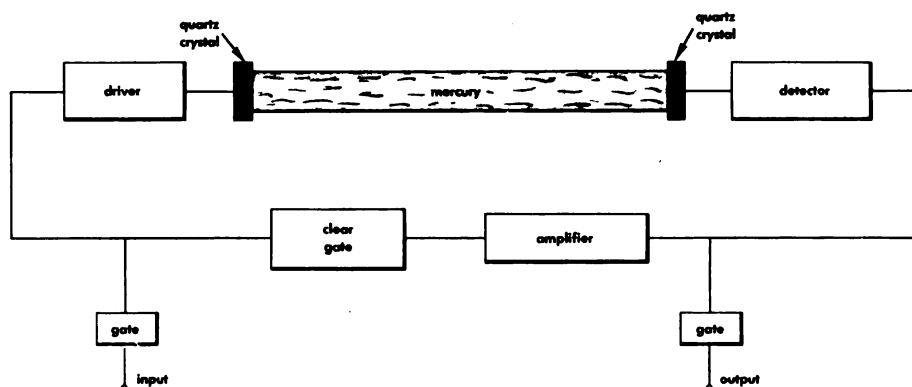 quartz
crystal
quartz
crystal
driver
mercury
detector
clear
gate
amplifier
gate
gate
input
output